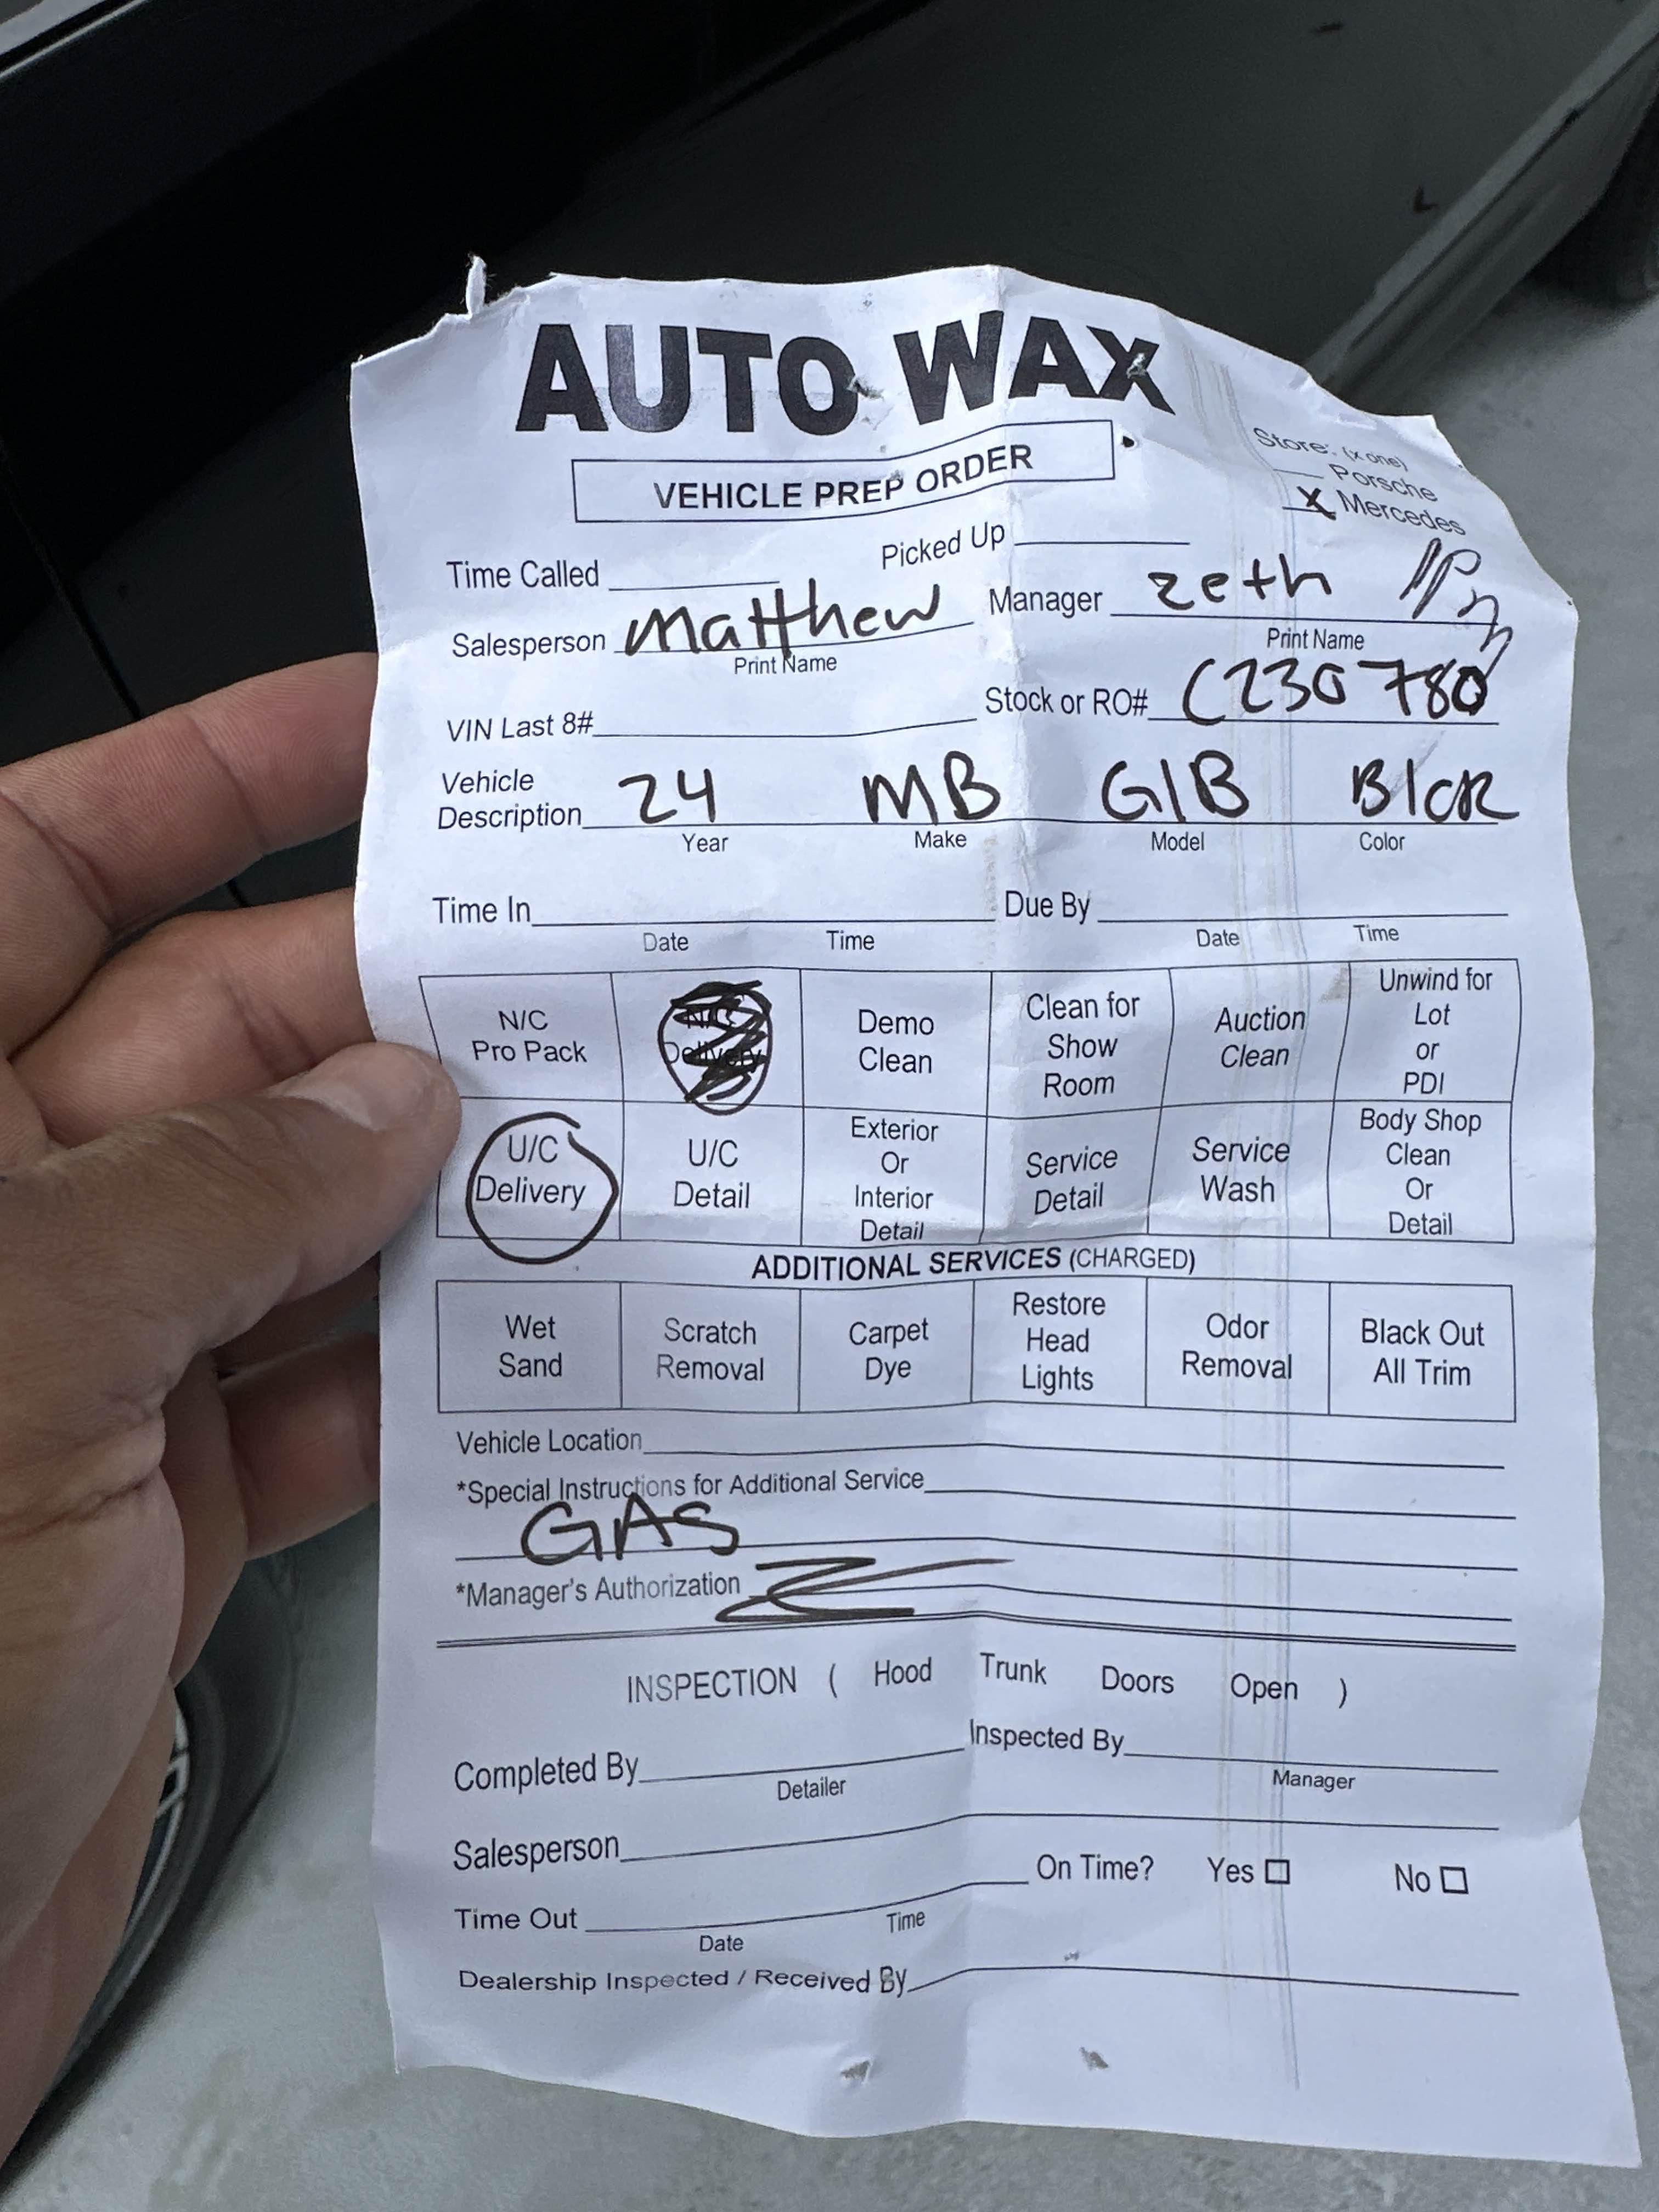 AUTO WAX
VEHICLE PREP ORDER
Store: (x one)
Porsche
X Mercedes
Time Called Picked Up
Salesperson Matthew Manager zeth
Print Name Print Name
VIN Last 8# Stock or RO# C230780
Vehicle Description 24 MB GlB Blck
Year Make Model Color
Time In Due By
Date Time Date Time
N/C Pro Pack N/C Delivery Demo Clean Clean for Show Room Auction Clean Unwind for Lot or PDI
U/C Delivery U/C Detail Exterior Or Interior Detail Service Detail Service Wash Body Shop Clean Or Detail
ADDITIONAL SERVICES (CHARGED)
Wet Sand Scratch Removal Carpet Dye Restore Head Lights Odor Removal Black Out All Trim
Vehicle Location
*Special Instructions for Additional Service
GAS
*Manager's Authorization
INSPECTION ( Hood Trunk Doors Open )
Completed By Inspected By
Detailer Manager
Salesperson
On Time? Yes No
Time Out
Date Time
Dealership Inspected / Received By